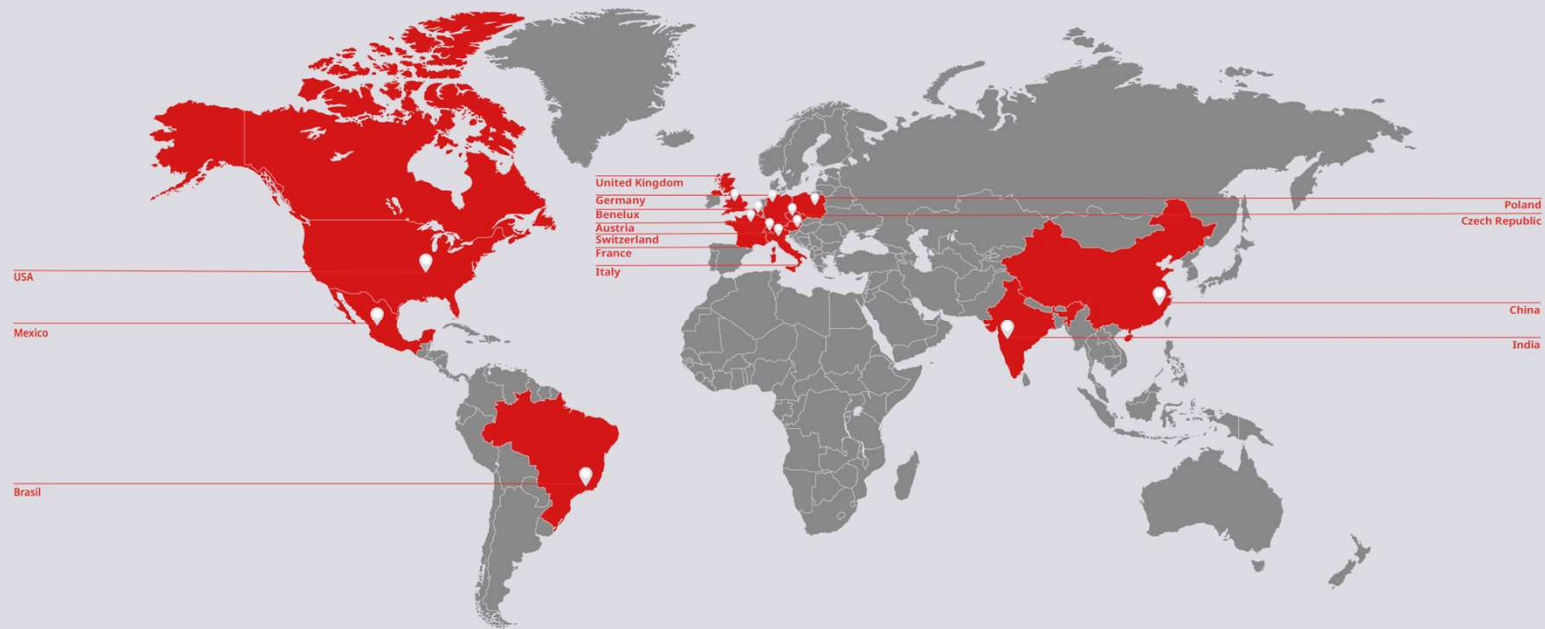 USA
Mexico
Brasil
United Kingdom
Germany
Benelux
Austria
Switzerland
France
Italy
Poland
Czech Republic
China
India